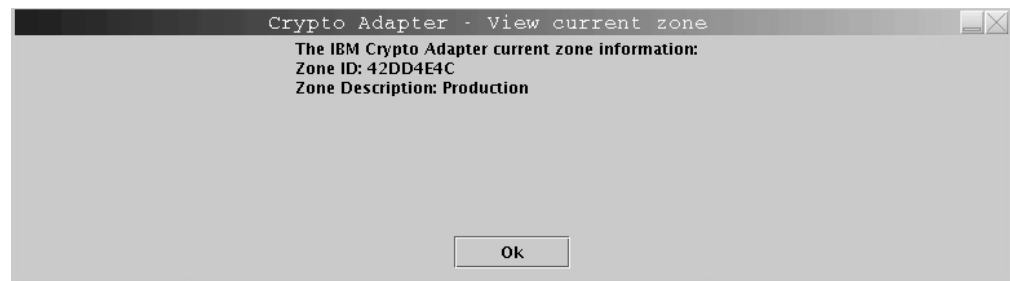 Crypto Adapter - View current zone
The IBM Crypto Adapter current zone information:
Zone ID: 42DD4E4C
Zone Description: Production
Ok